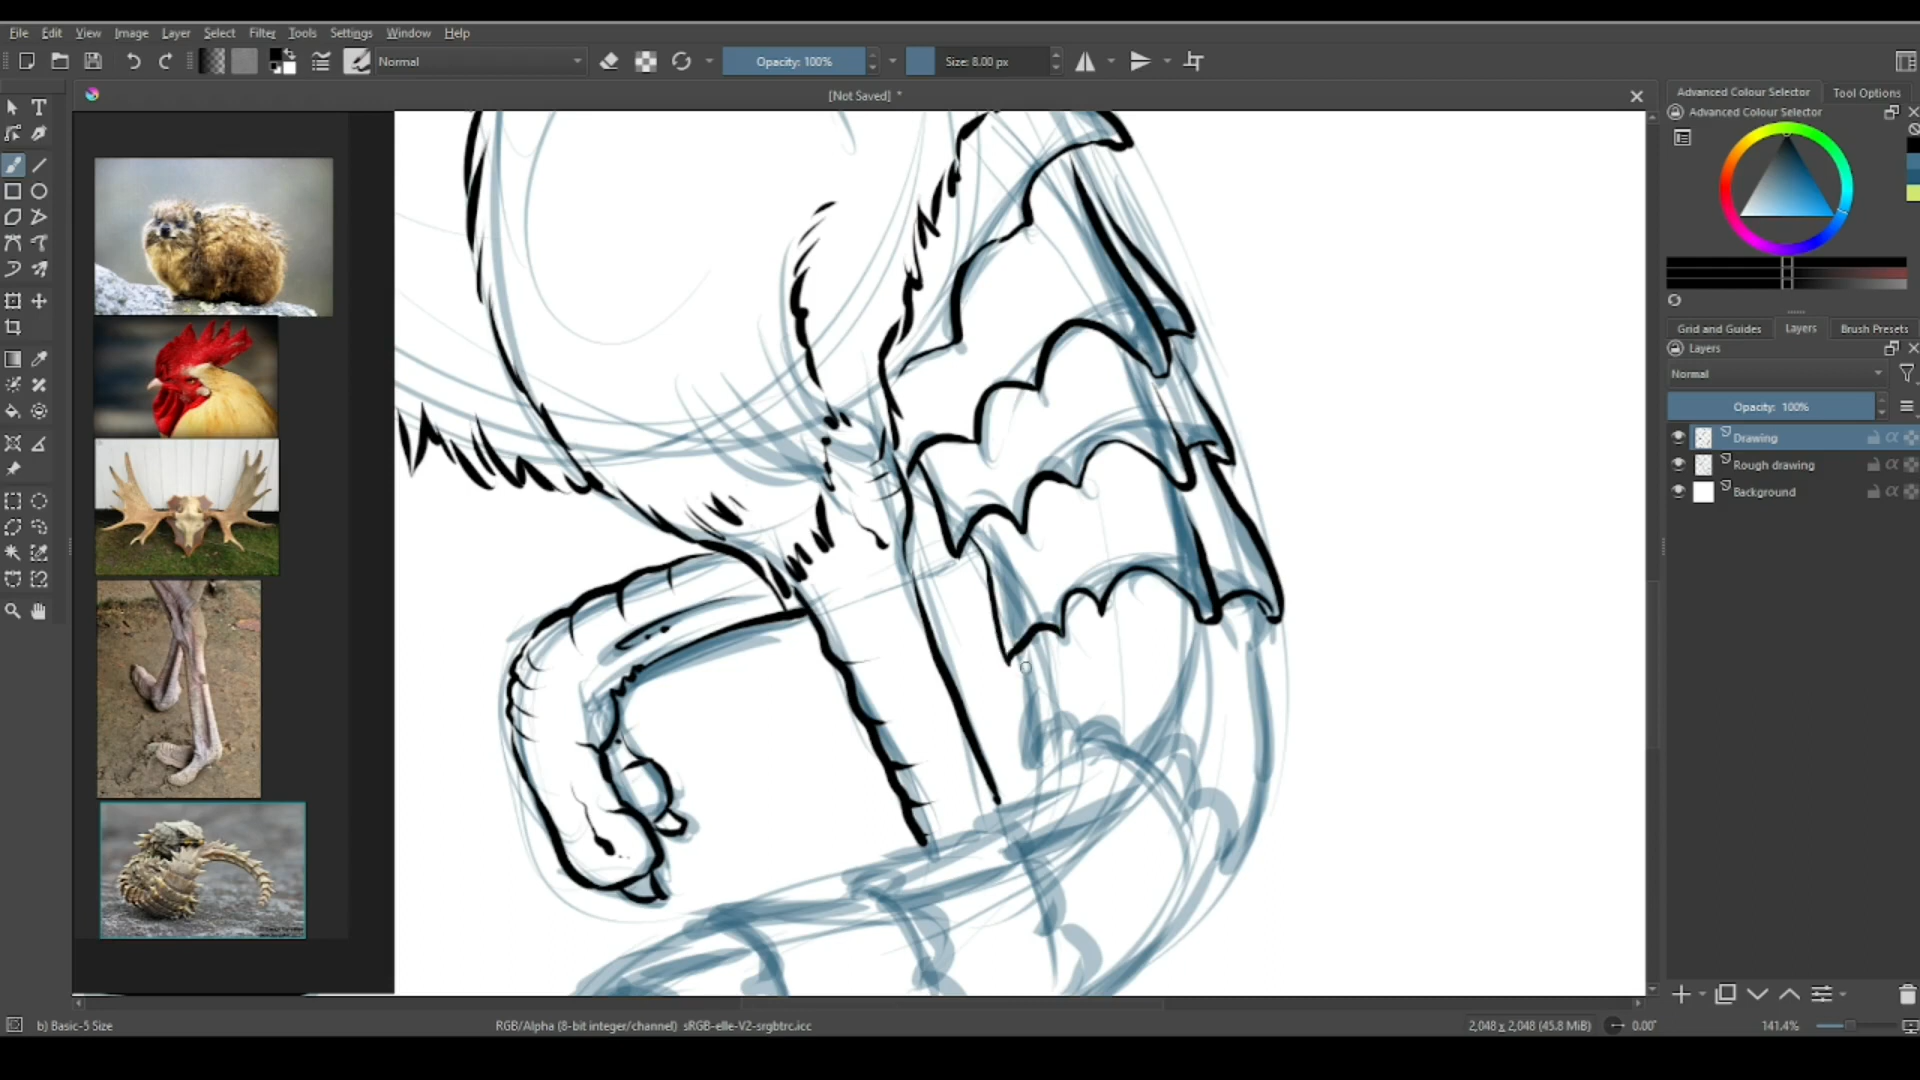 File Edit View Image Layer Select Filter Tools Settings Window Help
Normal Opacity: 100% Size: 8.00 px
[Not Saved] *
Advanced Colour Selector Tool Options
Advanced Colour Selector
Grid and Guides Layers Brush Presets
Layers
Normal
Opacity: 100%
Drawing
Rough drawing
Background
b) Basic-5 Size RGB/Alpha (8-bit integer/channel) sRGB-elle-V2-srgbtrc.icc 2,048 x 2,048 (45.8 MiB) 0.00° 141.4%